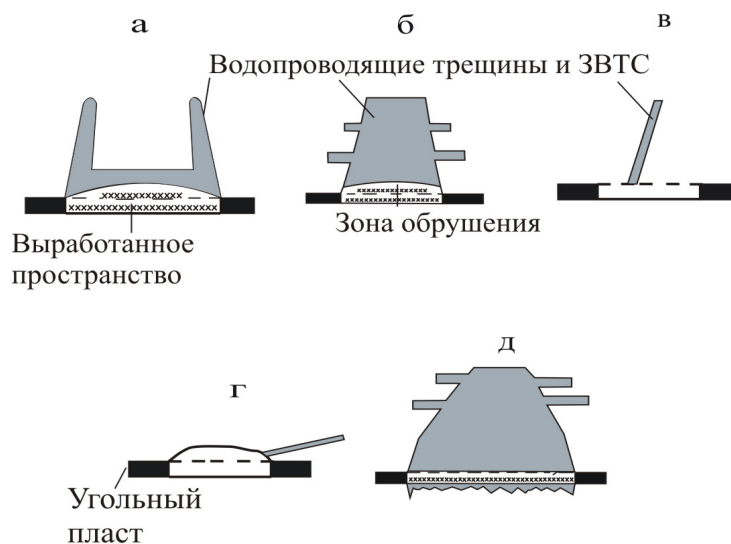 а
б
в
Водопроводящие трещины и ЗВТС
Зона обрушения
Выработанное
пространство
г
д
Угольный
пласт